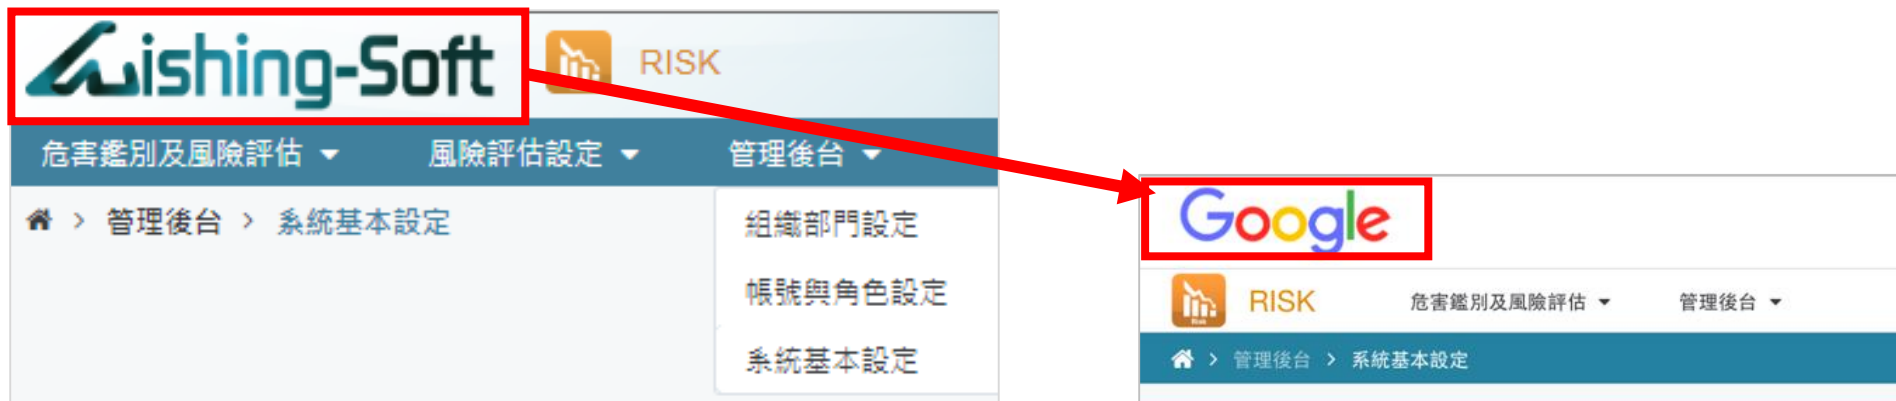 Wishing-Soft RISK
危害鑑別及風險評估 風險評估設定 管理後台
> 管理後台 > 系統基本設定
組織部門設定
帳號與角色設定
系統基本設定
Google
RISK 危害鑑別及風險評估 管理後台
> 管理後台 > 系統基本設定